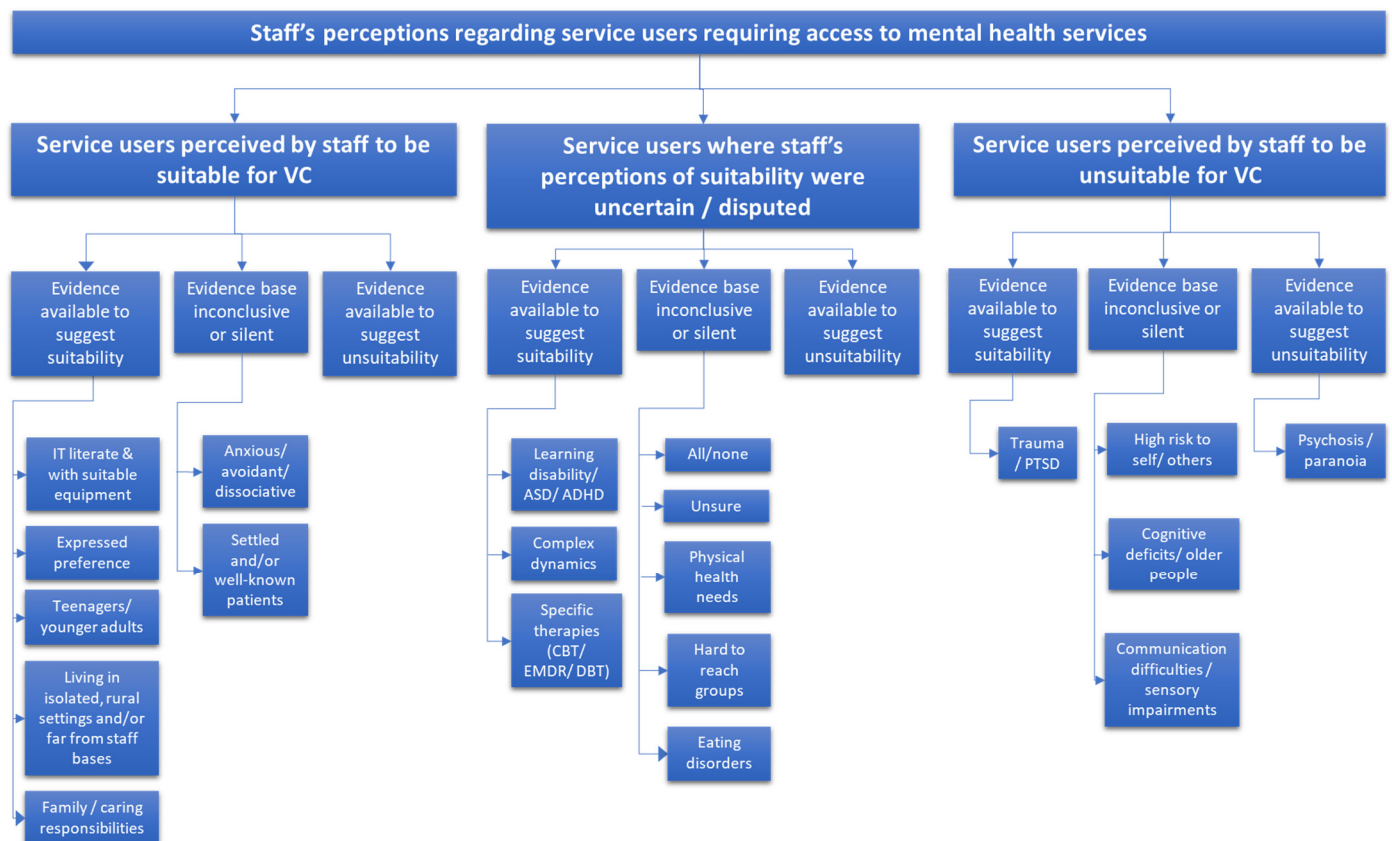 Staff's perceptions regarding service users requiring access to mental health services
Service users perceived by staff to be
suitable for VC
Evidence
available to
suggest
suitability
IT literate &
with suitable
equipment
Expressed
preference
Teenagers/
younger adults
Living in
isolated, rural
settings and/or
far from staff
bases
Family / caring
responsibilities
Evidence base
inconclusive
or silent
Anxious/
avoidant/
dissociative
Settled
and/or
well-known
patients
Evidence
available to
suggest
unsuitability
Service users where staff's
perceptions of suitability were
uncertain / disputed
Evidence
available to
suggest
suitability
Learning
disability/
ASD/ ADHD
Complex
dynamics
Specific
therapies
(CBT/
EMDR/ DBT)
Evidence base
inconclusive
or silent
All/none
Unsure
Physical
health
needs
Hard to
reach
groups
Eating
disorders
Evidence
available to
suggest
unsuitability
Service users perceived by staff to be
unsuitable for VC
Evidence
available to
suggest
suitability
Trauma
/ PTSD
Evidence base
inconclusive or
silent
High risk to
self/ others
Cognitive
deficits/ older
people
Communication
difficulties /
sensory
impairments
Evidence
available to
suggest
unsuitability
Psychosis /
paranoia